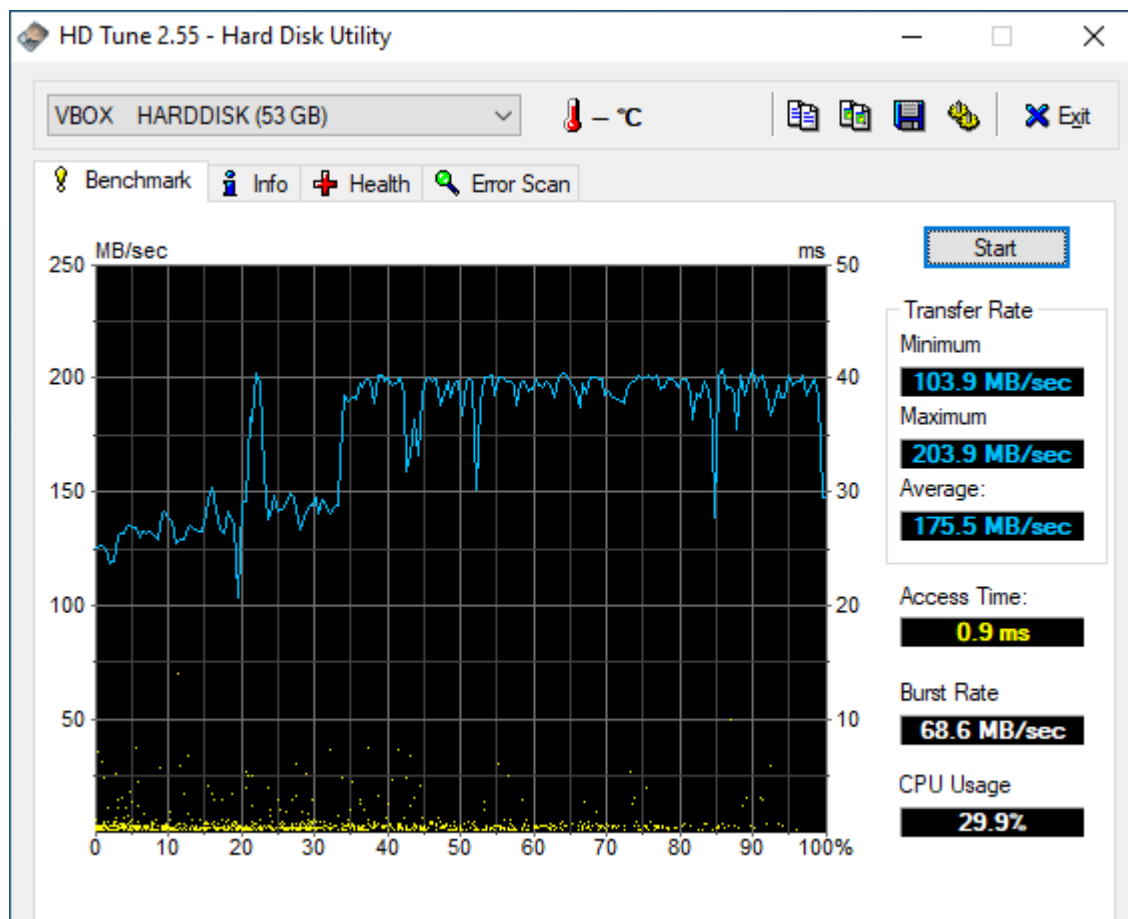 HD Tune 2.55 - Hard Disk Utility
VBOX HARDDISK (53 GB)
– °C
Exit
Benchmark Info Health Error Scan
MB/sec ms
250 50
200 40
150 30
100 20
50 10
0 10 20 30 40 50 60 70 80 90 100%
Start
Transfer Rate
Minimum
103.9 MB/sec
Maximum
203.9 MB/sec
Average:
175.5 MB/sec
Access Time:
0.9 ms
Burst Rate
68.6 MB/sec
CPU Usage
29.9%